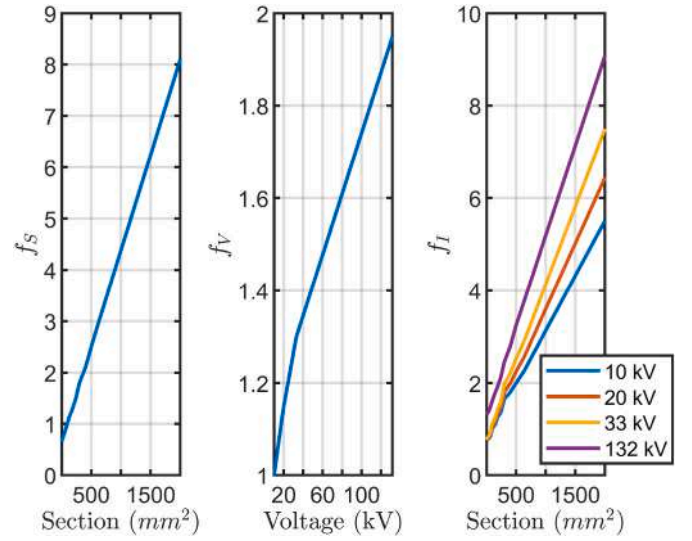 9
8
7
6
5
4
3
2
1
0
f_S
500 1500
Section (mm²)
2
1.8
1.6
1.4
1.2
1
f_V
20 60 100
Voltage (kV)
10
8
6
4
2
0
f_I
500 1500
Section (mm²)
10 kV
20 kV
33 kV
132 kV